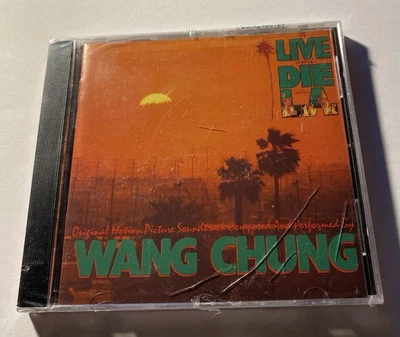 LIVE
DIE
L.A.
Original Motion Picture Soundtrack Composed And Performed by
WANG CHUNG